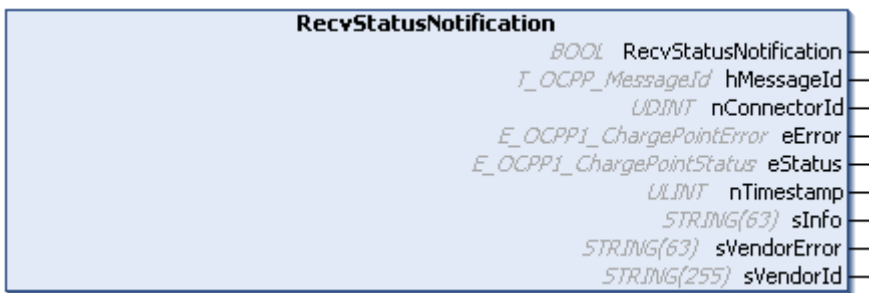 RecvStatusNotification
BOOL RecvStatusNotification
T_OCPP_MessageId hMessageId
UDINT nConnectorId
E_OCPP1_ChargePointError eError
E_OCPP1_ChargePointStatus eStatus
ULINT nTimestamp
STRING(63) sInfo
STRING(63) sVendorError
STRING(255) sVendorId